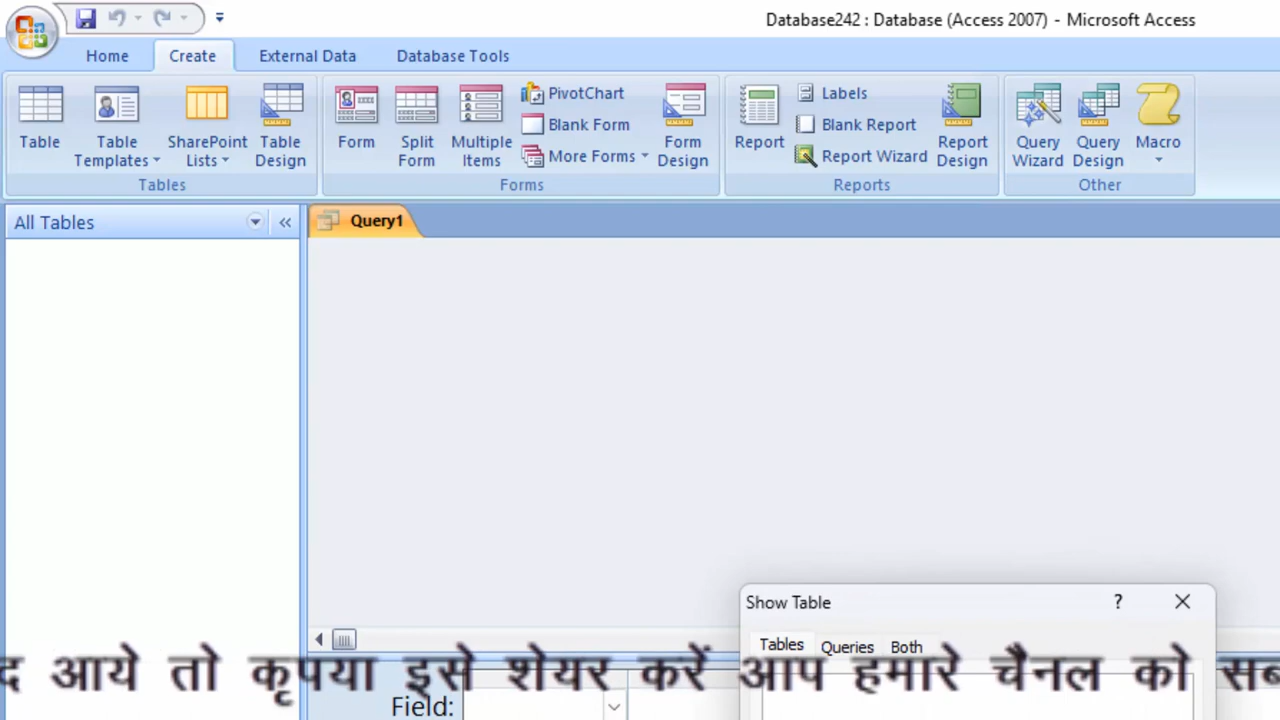 Database242 : Database (Access 2007) - Microsoft Access
Home Create External Data Database Tools
Table
Table Templates
SharePoint Lists
Table Design
Tables
Form
Split Form
Multiple Items
PivotChart
Blank Form
More Forms
Form Design
Forms
Report
Labels
Blank Report
Report Wizard
Report Design
Reports
Query Wizard
Query Design
Macro
Other
All Tables
Query1
Show Table
Tables Queries Both
आये तो कृपया इसे शेयर करें आप हमारे चैनल को
Field: